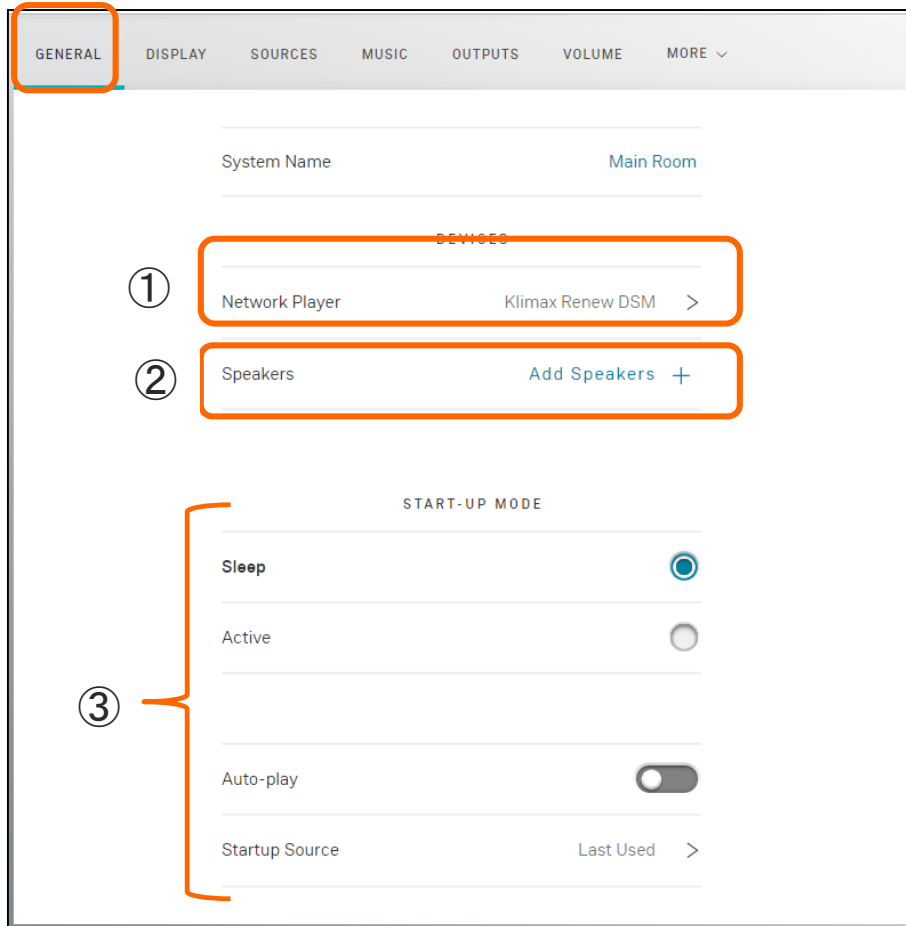 GENERAL DISPLAY SOURCES MUSIC OUTPUTS VOLUME MORE
System Name Main Room
DEVICES
① Network Player Klimax Renew DSM >
② Speakers Add Speakers +
START-UP MODE
Sleep
Active
③
Auto-play
Startup Source Last Used >